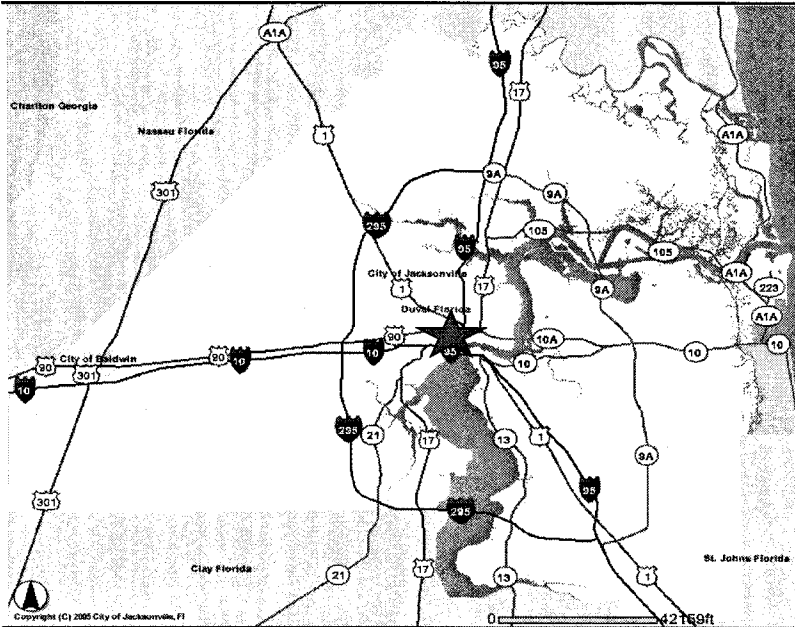 A1A
95
17
Charlton Georgia
Nassau Florida
1
A1A
9A
9A
301
295
105
95
105
City of Jacksonville
A1A
1
17
9A
223
Duval Florida
A1A
90
10A
10
City of Baldwin
90
10
95
10
10
90
301
10
10
295
21
17
13
1
9A
95
301
295
St. Johns Florida
Clay Florida
21
17
13
1
Copyright (C) 2005 City of Jacksonville, Fl
0 42159ft